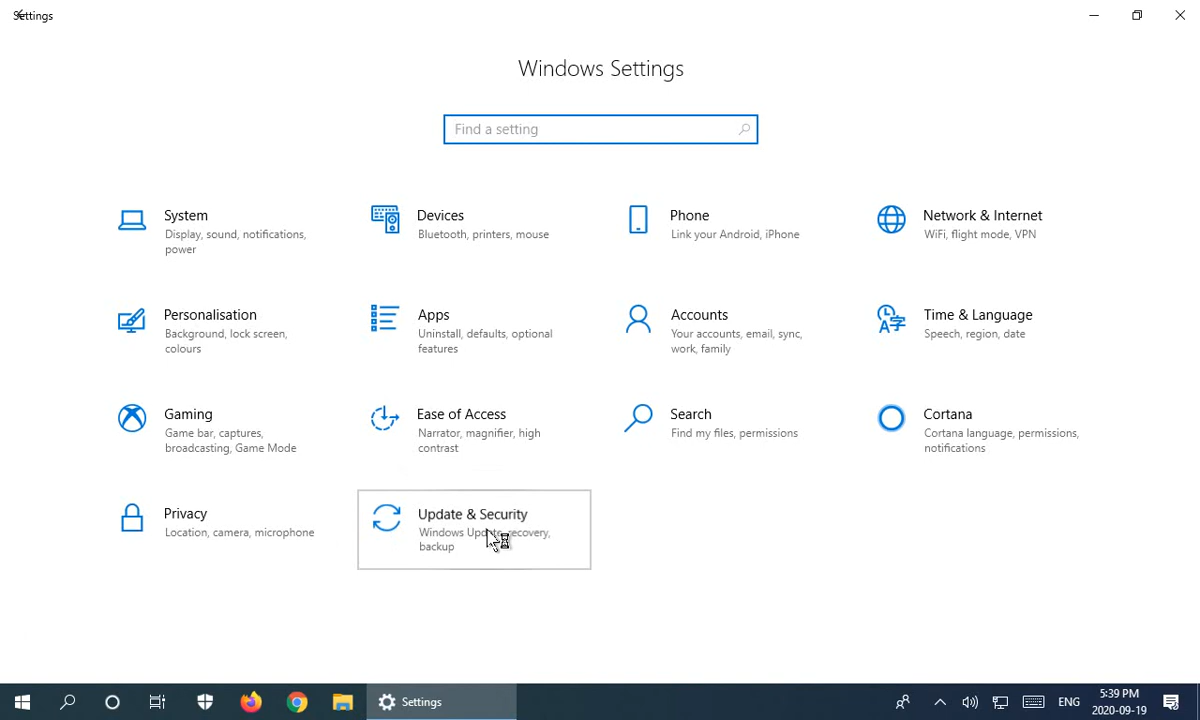 Settings
Windows Settings
Find a setting
System
Display, sound, notifications,
power
Devices
Bluetooth, printers, mouse
Phone
Link your Android, iPhone
Network & Internet
WiFi, flight mode, VPN
Personalisation
Background, lock screen,
colours
Apps
Uninstall, defaults, optional
features
Accounts
Your accounts, email, sync,
work, family
Time & Language
Speech, region, date
Gaming
Game bar, captures,
broadcasting, Game Mode
Ease of Access
Narrator, magnifier, high
contrast
Search
Find my files, permissions
Cortana
Cortana language, permissions,
notifications
Privacy
Location, camera, microphone
Update & Security
Windows Update, recovery,
backup
Settings
ENG
5:39 PM
2020-09-19